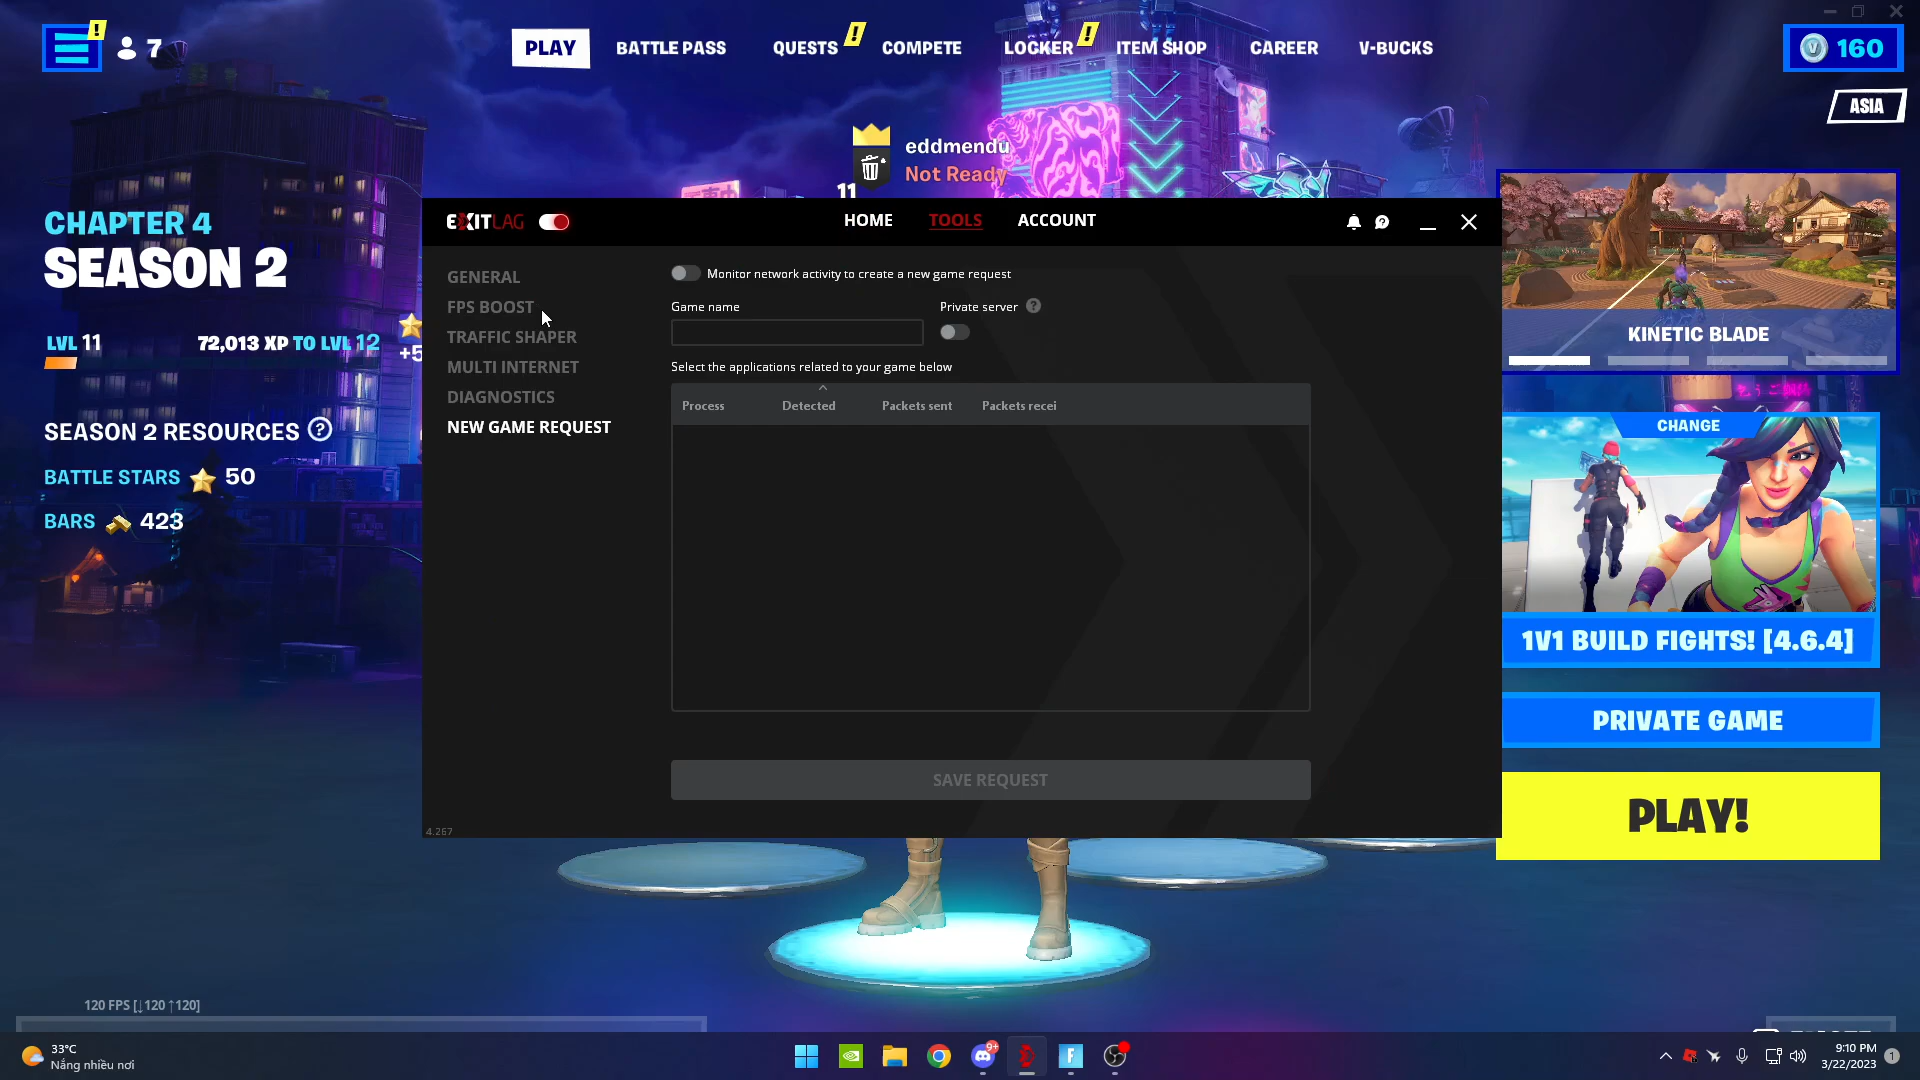 7
PLAY
BATTLE PASS
QUESTS
COMPETE
LOCKER
ITEM SHOP
CAREER
V-BUCKS
160
ASIA
eddmendu
Not Ready
11
CHAPTER 4
SEASON 2
LVL 11
72,013 XP TO LVL 12
+5
SEASON 2 RESOURCES ?
BATTLE STARS 50
BARS 423
EXITLAG
HOME
TOOLS
ACCOUNT
GENERAL
FPS BOOST
TRAFFIC SHAPER
MULTI INTERNET
DIAGNOSTICS
NEW GAME REQUEST
Monitor network activity to create a new game request
Game name
Private server ?
Select the applications related to your game below
Process Detected Packets sent Packets recei
SAVE REQUEST
4.267
KINETIC BLADE
CHANGE
1V1 BUILD FIGHTS! [4.6.4]
PRIVATE GAME
PLAY!
120 FPS [↓120 ↑120]
33°C
Nắng nhiều nơi
9+
9:10 PM
3/22/2023
1